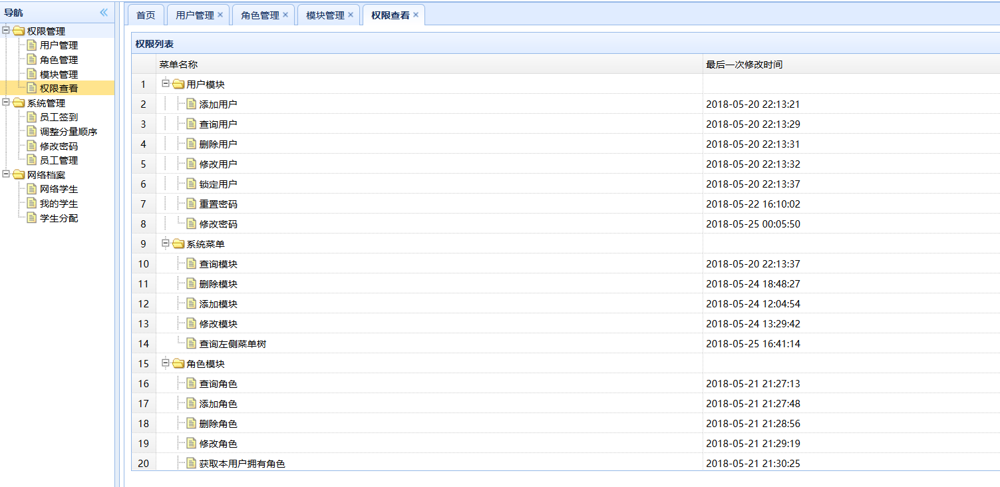 导航
权限管理
用户管理
角色管理
模块管理
权限查看
系统管理
员工签到
调整分量顺序
修改密码
员工管理
网络档案
网络学生
我的学生
学生分配
首页 用户管理 角色管理 模块管理 权限查看
权限列表
菜单名称 最后一次修改时间
1 用户模块
2 添加用户 2018-05-20 22:13:21
3 查询用户 2018-05-20 22:13:29
4 删除用户 2018-05-20 22:13:31
5 修改用户 2018-05-20 22:13:32
6 锁定用户 2018-05-20 22:13:37
7 重置密码 2018-05-22 16:10:02
8 修改密码 2018-05-25 00:05:50
9 系统菜单
10 查询模块 2018-05-20 22:13:37
11 删除模块 2018-05-24 18:48:27
12 添加模块 2018-05-24 12:04:54
13 修改模块 2018-05-24 13:29:42
14 查询左侧菜单树 2018-05-25 16:41:14
15 角色模块
16 查询角色 2018-05-21 21:27:13
17 添加角色 2018-05-21 21:27:48
18 删除角色 2018-05-21 21:28:56
19 修改角色 2018-05-21 21:29:19
20 获取本用户拥有角色 2018-05-21 21:30:25